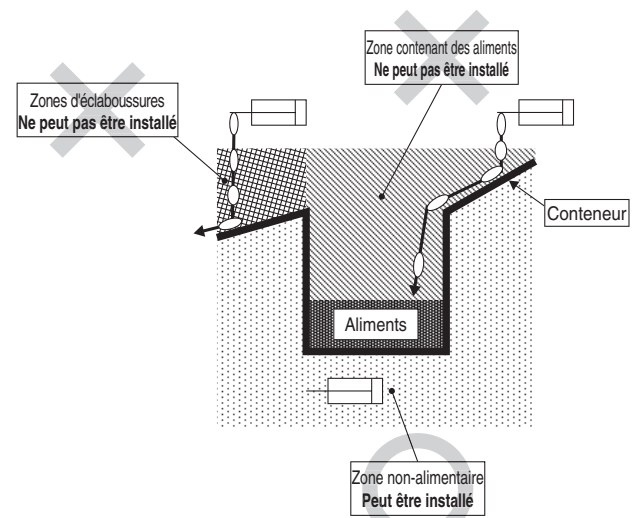 Zone contenant des aliments
Ne peut pas être installé
Zones d'éclaboussures
Ne peut pas être installé
Conteneur
Aliments
Zone non-alimentaire
Peut être installé